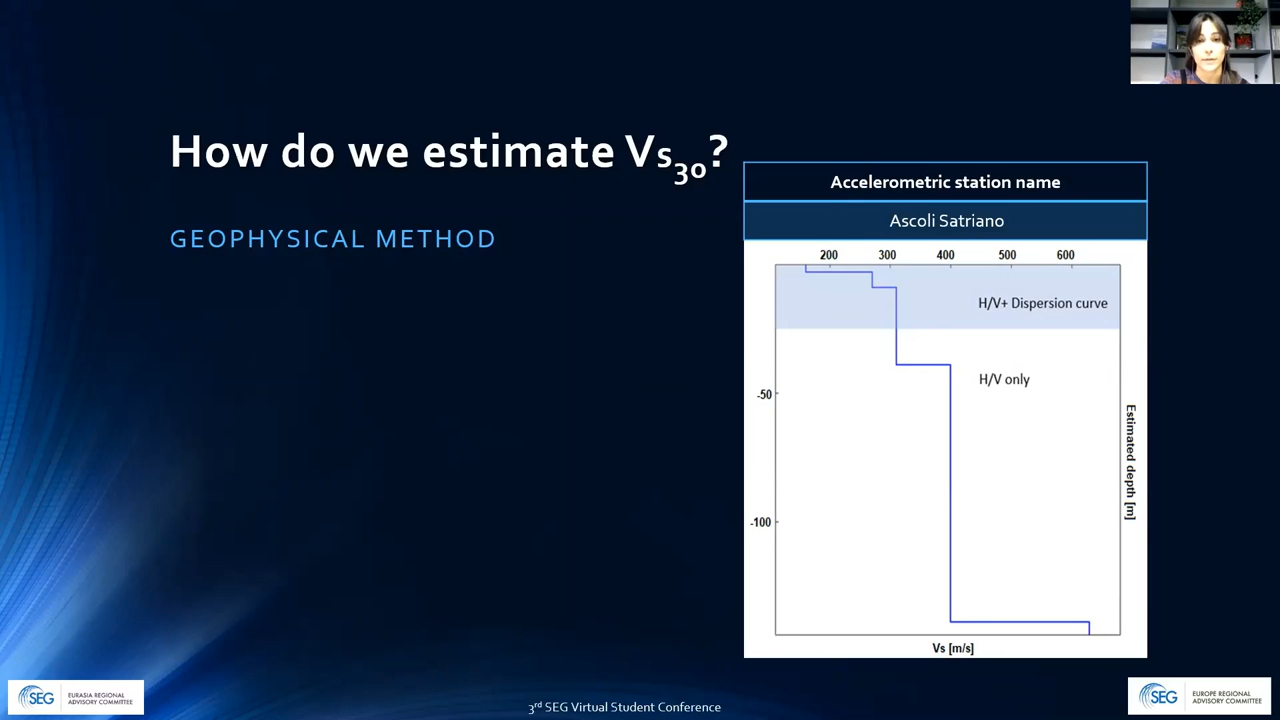 How do we estimate Vs30?
GEOPHYSICAL METHOD
Accelerometric station name
Ascoli Satriano
200 300 400 500 600
H/V+ Dispersion curve
H/V only
-50
-100
Estimated depth [m]
Vs [m/s]
SEG EURASIA REGIONAL
ADVISORY COMMITTEE
3rd SEG Virtual Student Conference
SEG EUROPE REGIONAL
ADVISORY COMMITTEE